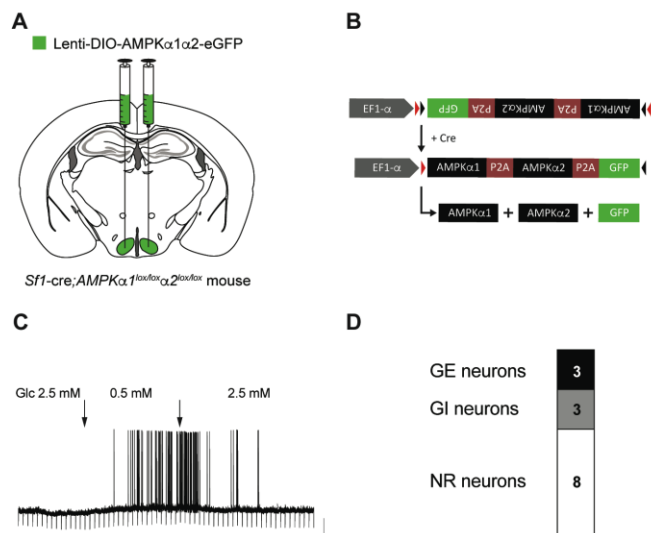 A
Lenti-DIO-AMPKα1α2-eGFP
Sf1-cre;AMPKα1lox/loxα2lox/lox mouse
B
EF1-α GFP P2A AMPKα2 P2A AMPKα1
+ Cre
EF1-α AMPKα1 P2A AMPKα2 P2A GFP
AMPKα1 + AMPKα2 + GFP
C
Glc 2.5 mM 0.5 mM 2.5 mM
D
GE neurons 3
GI neurons 3
NR neurons 8